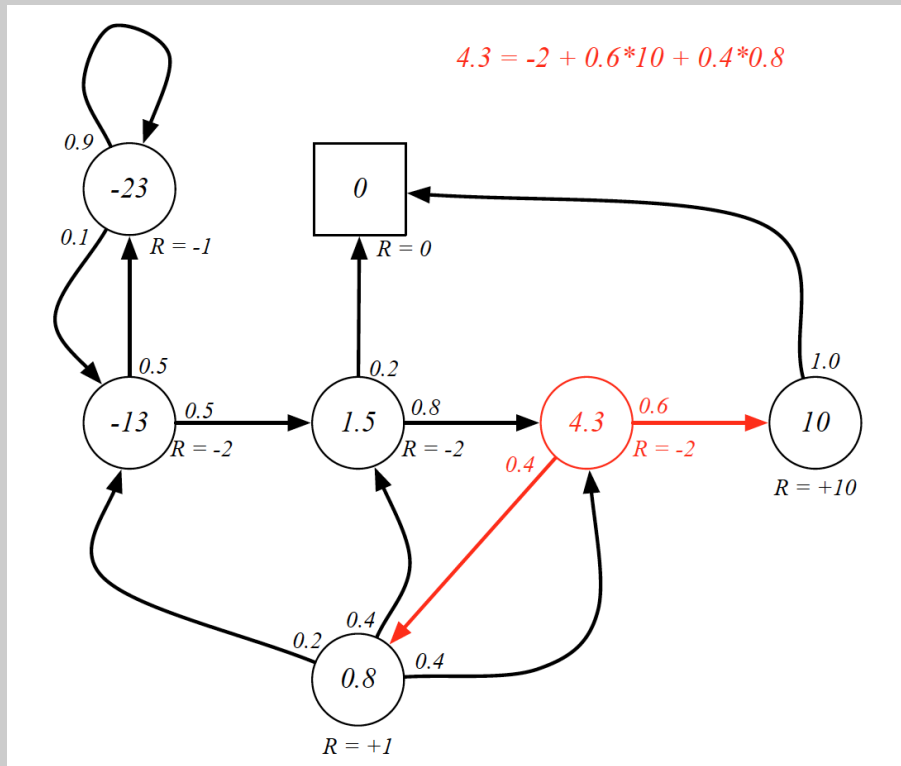 4.3 = -2 + 0.6*10 + 0.4*0.8
0.9
-23
0
0.1
R = -1
R = 0
0.5
0.2
1.0
-13
0.5
1.5
0.8
4.3
0.6
10
R = -2
R = -2
R = -2
0.4
R = +10
0.4
0.2
0.8
0.4
R = +1